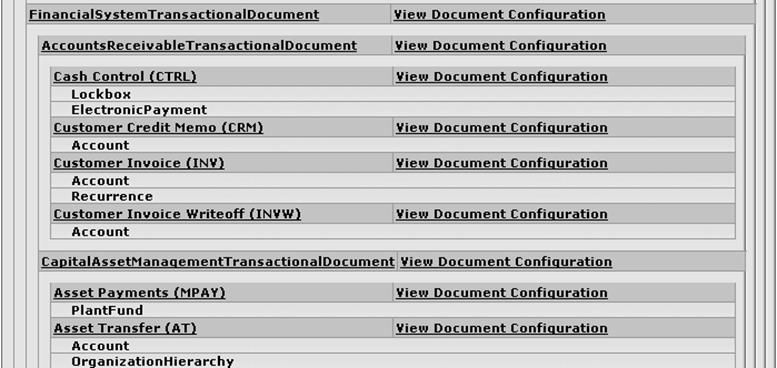 FinancialSystemTransactionalDocument View Document Configuration
AccountsReceivableTransactionalDocument View Document Configuration
Cash Control (CTRL) View Document Configuration
Lockbox
ElectronicPayment
Customer Credit Memo (CRM) View Document Configuration
Account
Customer Invoice (INV) View Document Configuration
Account
Recurrence
Customer Invoice Writeoff (INVW) View Document Configuration
Account
CapitalAssetManagementTransactionalDocument View Document Configuration
Asset Payments (MPAY) View Document Configuration
PlantFund
Asset Transfer (AT) View Document Configuration
Account
OrganizationHierarchy